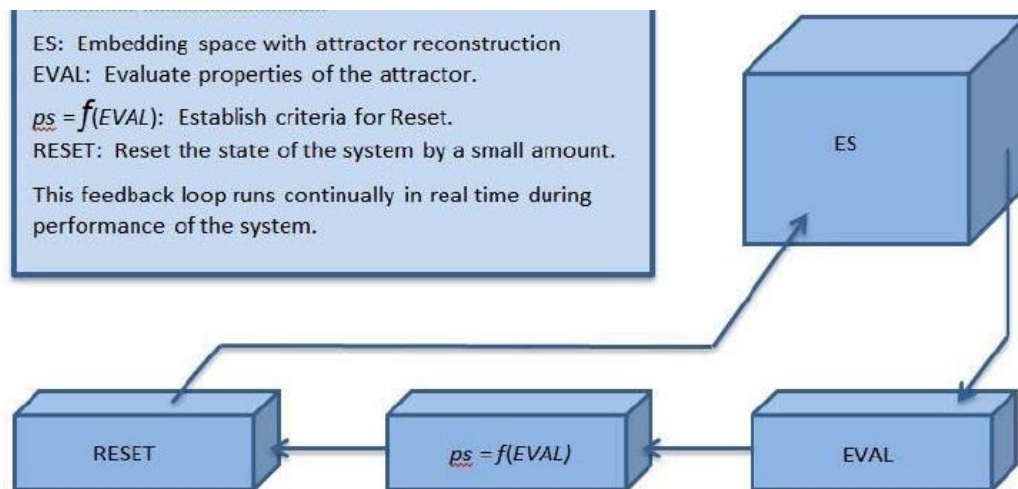 ES: Embedding space with attractor reconstruction
EVAL: Evaluate properties of the attractor.
ps = f(EVAL): Establish criteria for Reset.
RESET: Reset the state of the system by a small amount.
This feedback loop runs continually in real time during
performance of the system.
ES
RESET
ps = f(EVAL)
EVAL